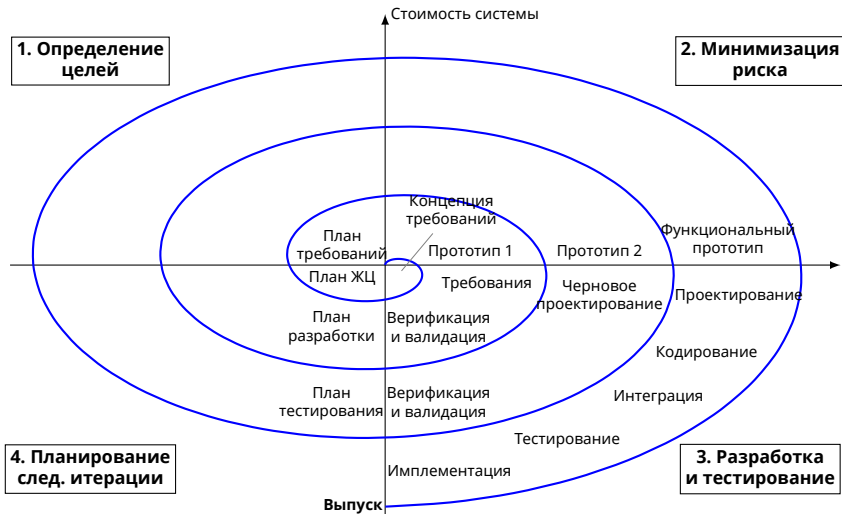 Стоимость системы
1. Определение
целей
2. Минимизация
риска
Концепция
требований
План
требований
Прототип 1
Прототип 2
Функциональный
прототип
План ЖЦ
Требования
Черновое
проектирование
Проектирование
План
разработки
Верификация
и валидация
Кодирование
План
тестирования
Верификация
и валидация
Интеграция
Тестирование
4. Планирование
след. итерации
Имплементация
3. Разработка
и тестирование
Выпуск